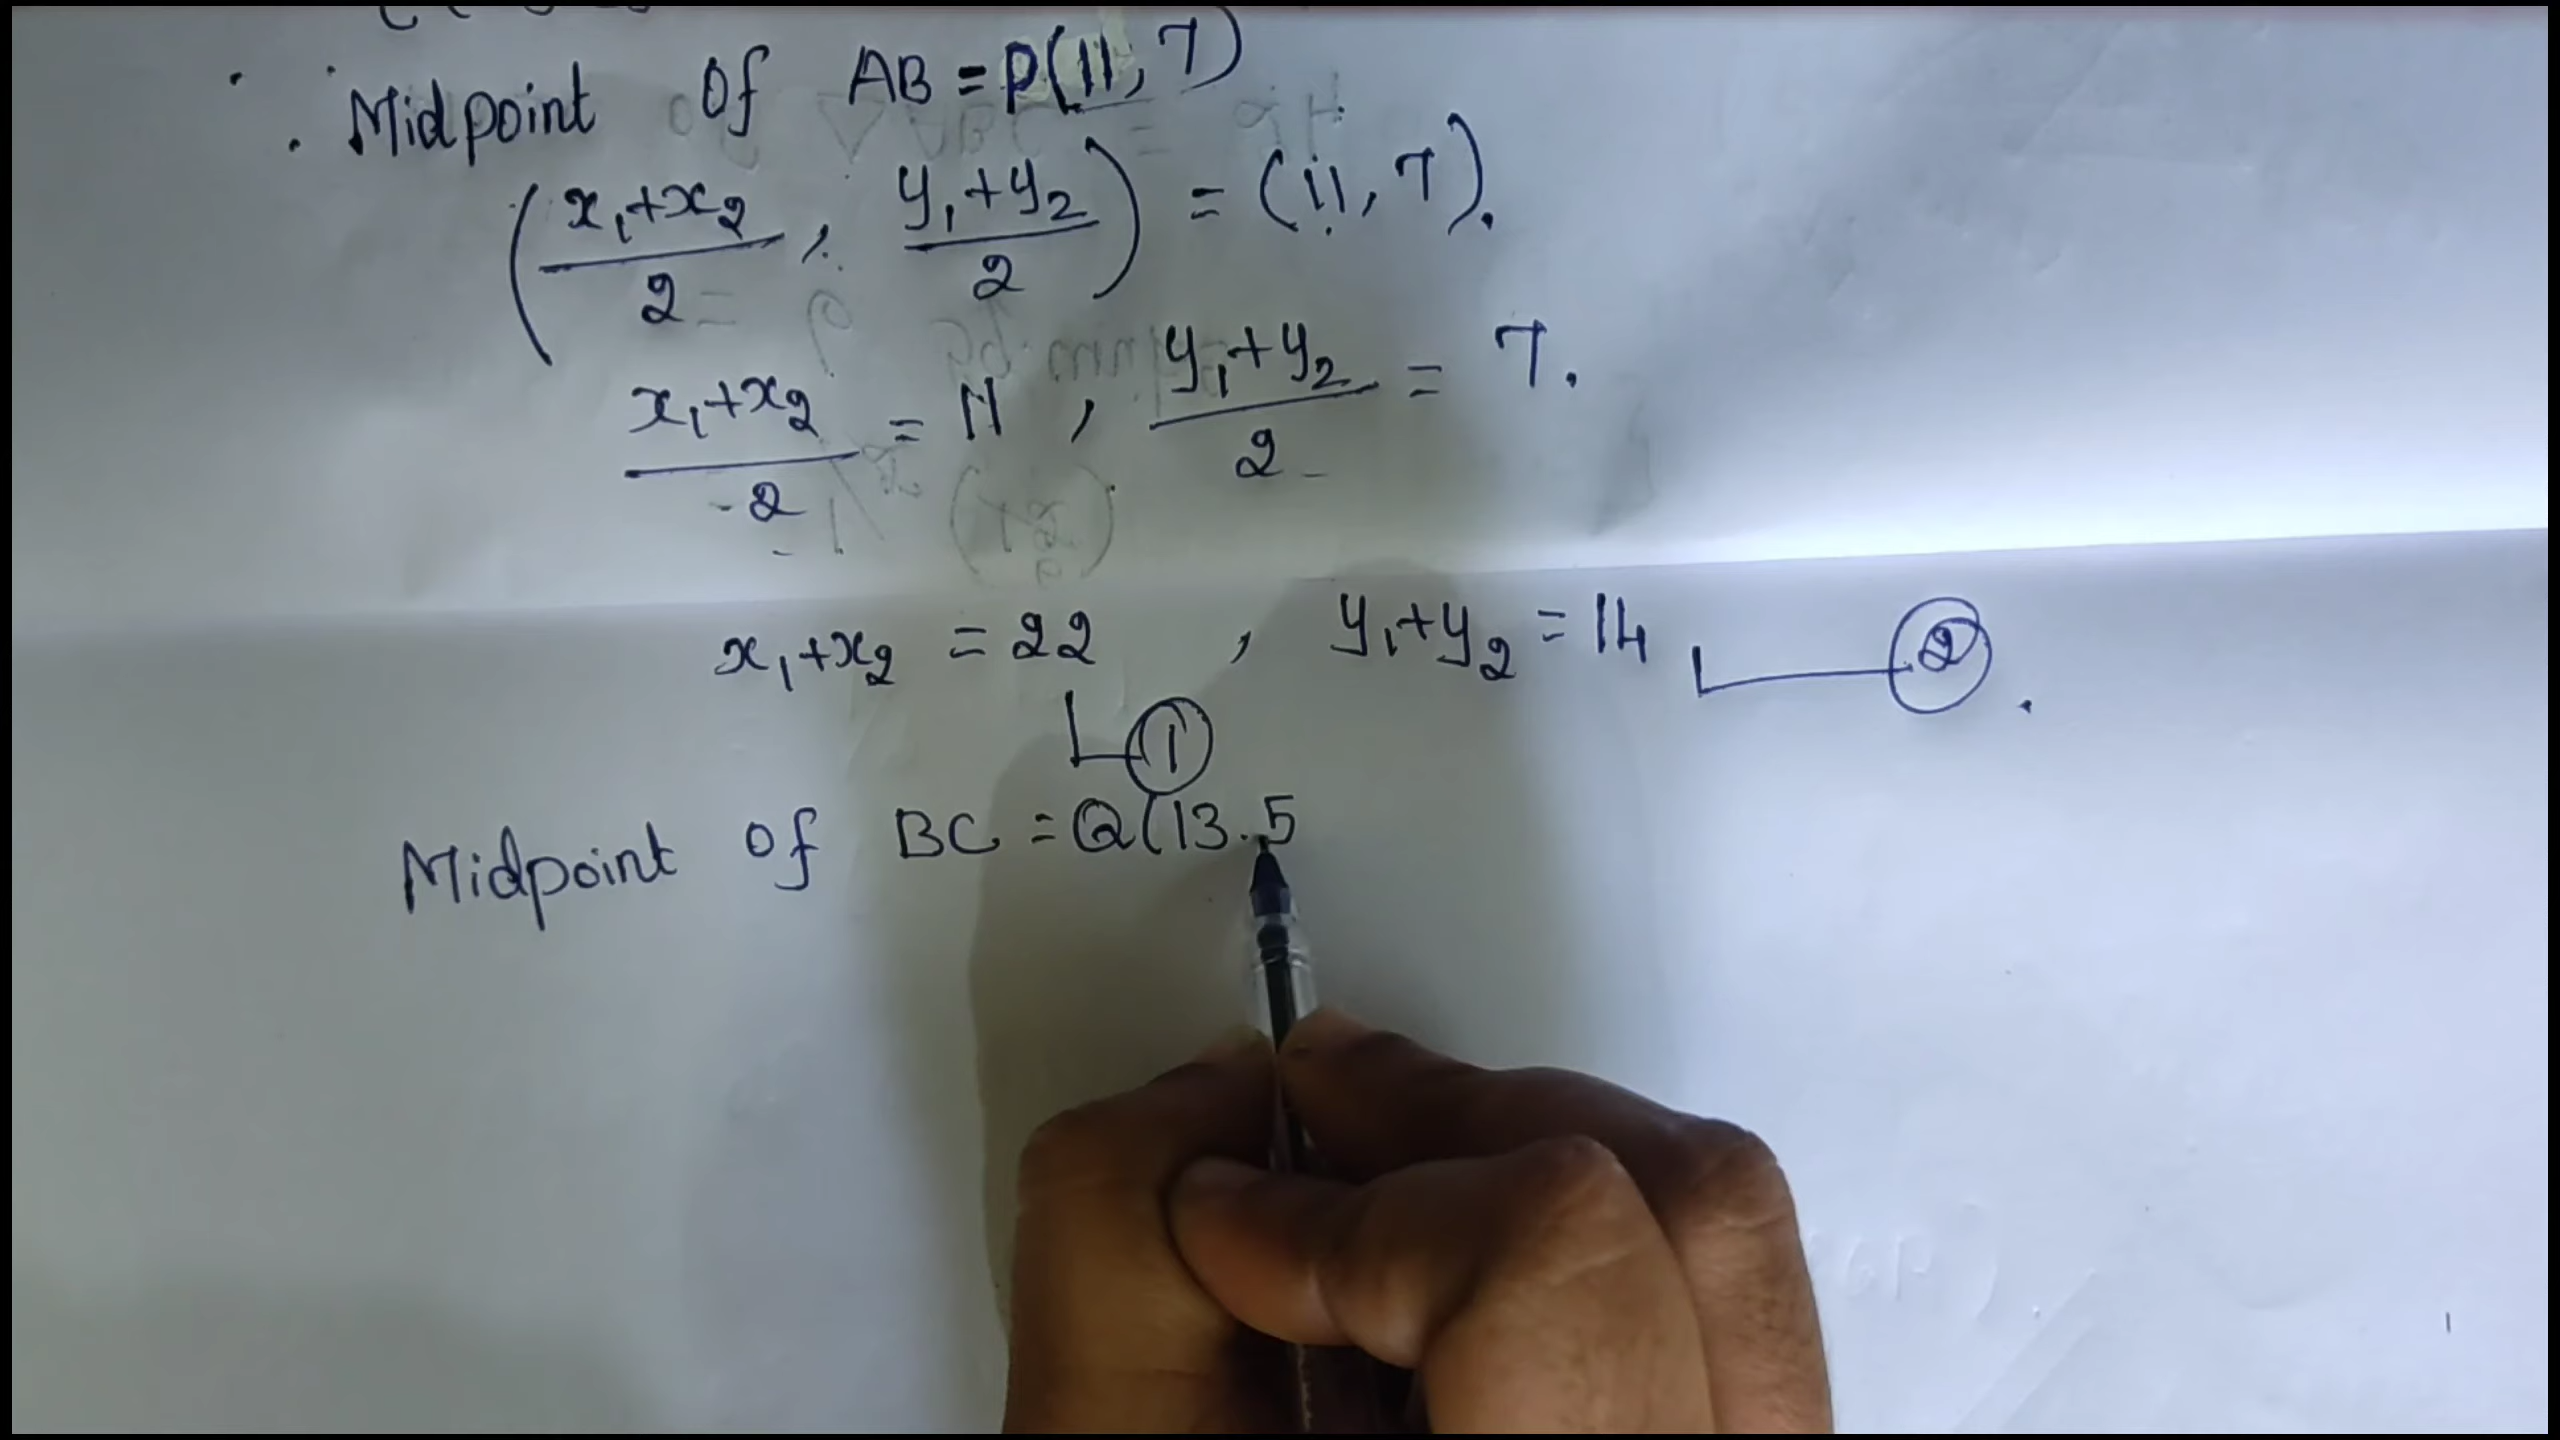 Midpoint Of AB = P(11, 7)
(x₁+x₂/2, y₁+y₂/2) = (11, 7).
x₁+x₂/2 = 11, y₁+y₂/2 = 7.
x₁+x₂ = 22, y₁+y₂ = 14 2.
1
Midpoint Of BC = Q(13.5